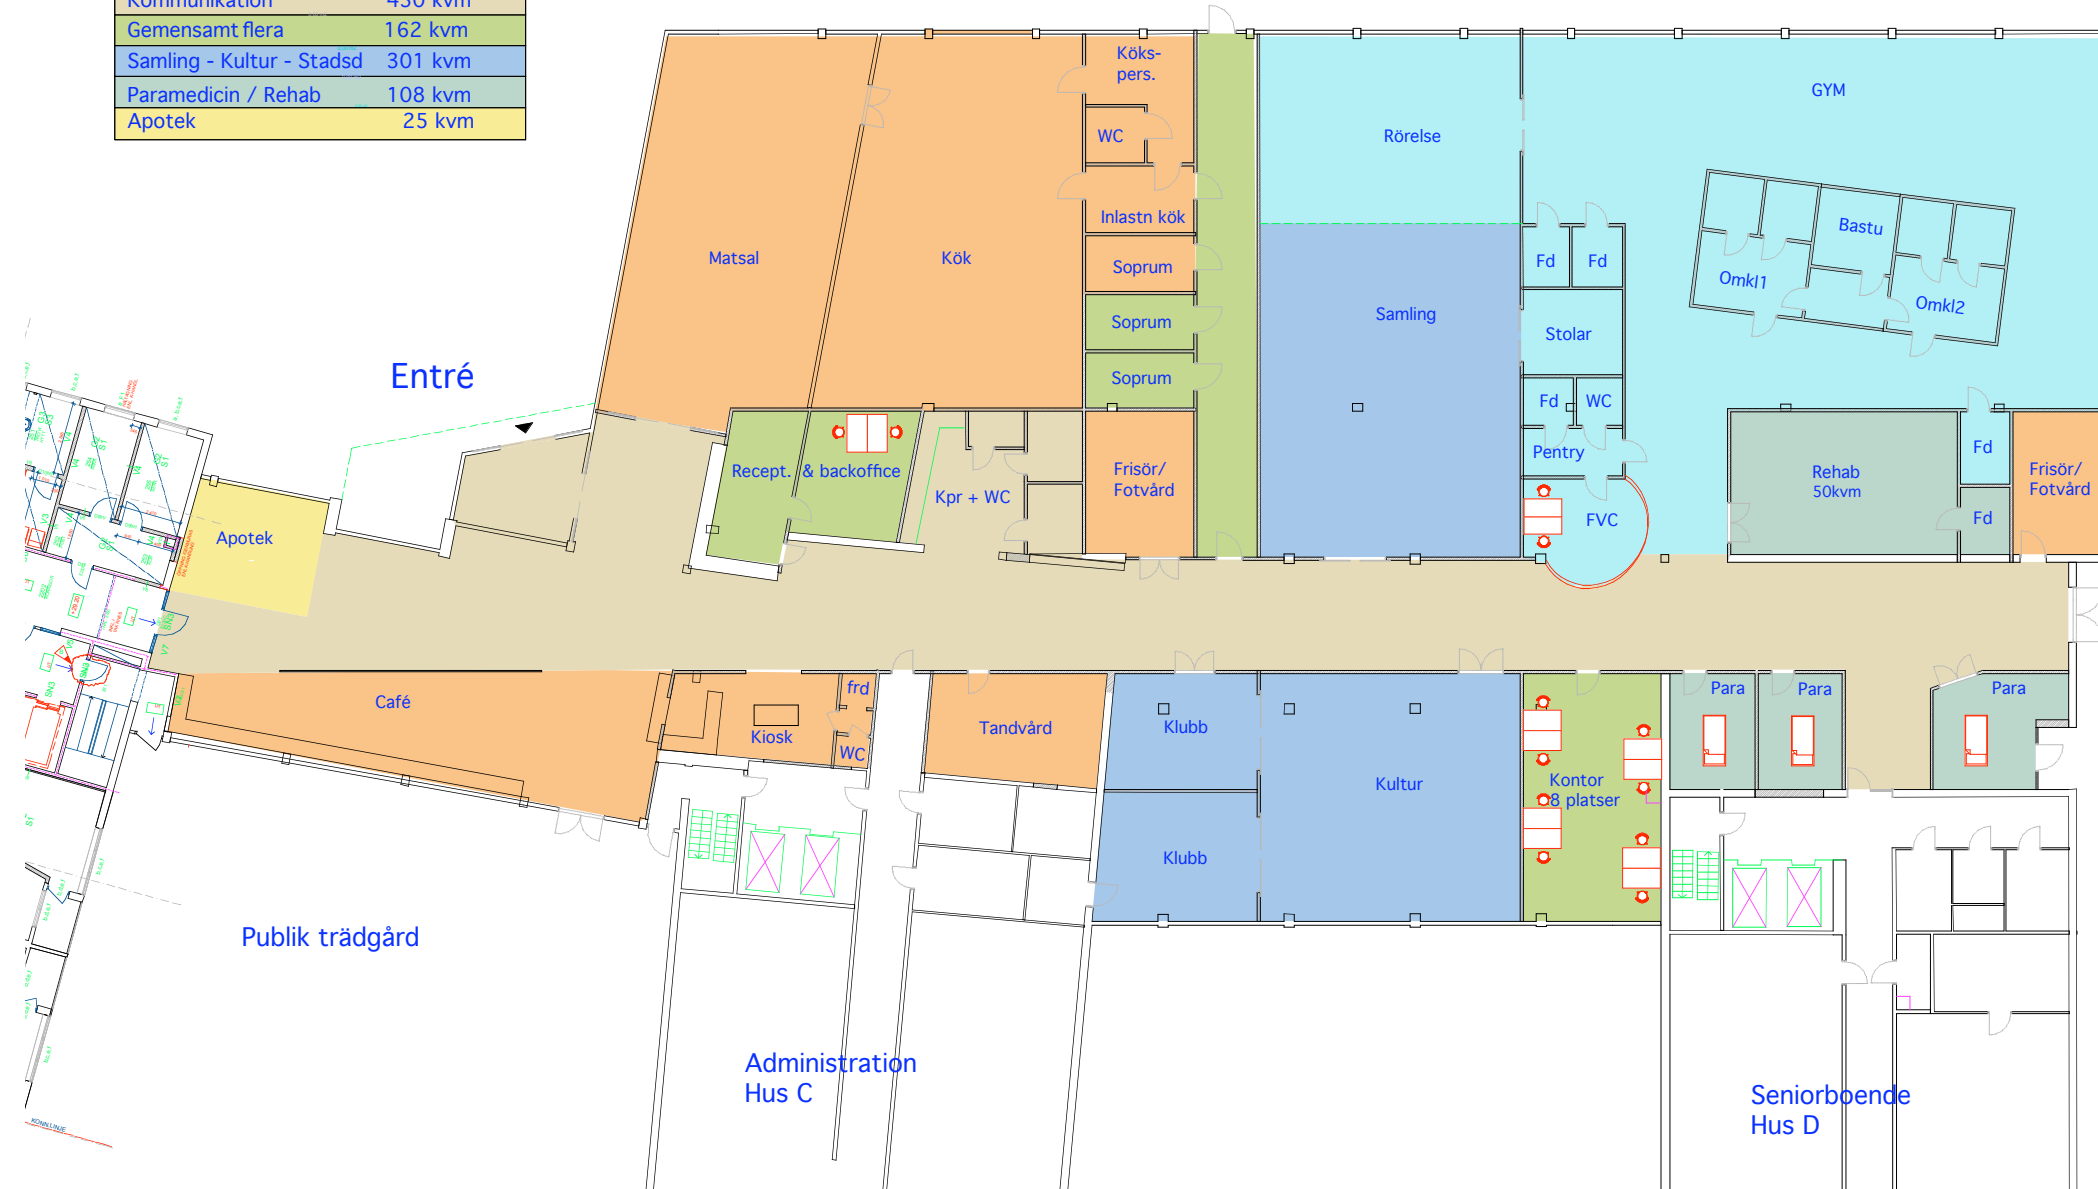 Kommunikation 430 kvm
Gemensamt flera 162 kvm
Samling - Kultur - Stadsd 301 kvm
Paramedicin / Rehab 108 kvm
Apotek 25 kvm
Köks-
pers.
WC
Inlastn kök
Soprum
Soprum
Soprum
Matsal
Kök
Rörelse
GYM
Samling
Fd
Fd
Stolar
Fd
WC
Pentry
FVC
Bastu
Omkl1
Omkl2
Entré
Recept. & backoffice
Kpr + WC
Frisör/
Fotvård
Rehab
50kvm
Fd
Fd
Frisör/
Fotvård
Apotek
Café
Kiosk
frd
WC
Tandvård
Klubb
Klubb
Kultur
Kontor
8 platser
Para
Para
Para
Publik trädgård
Administration
Hus C
Seniorboende
Hus D
KONN.LINJE